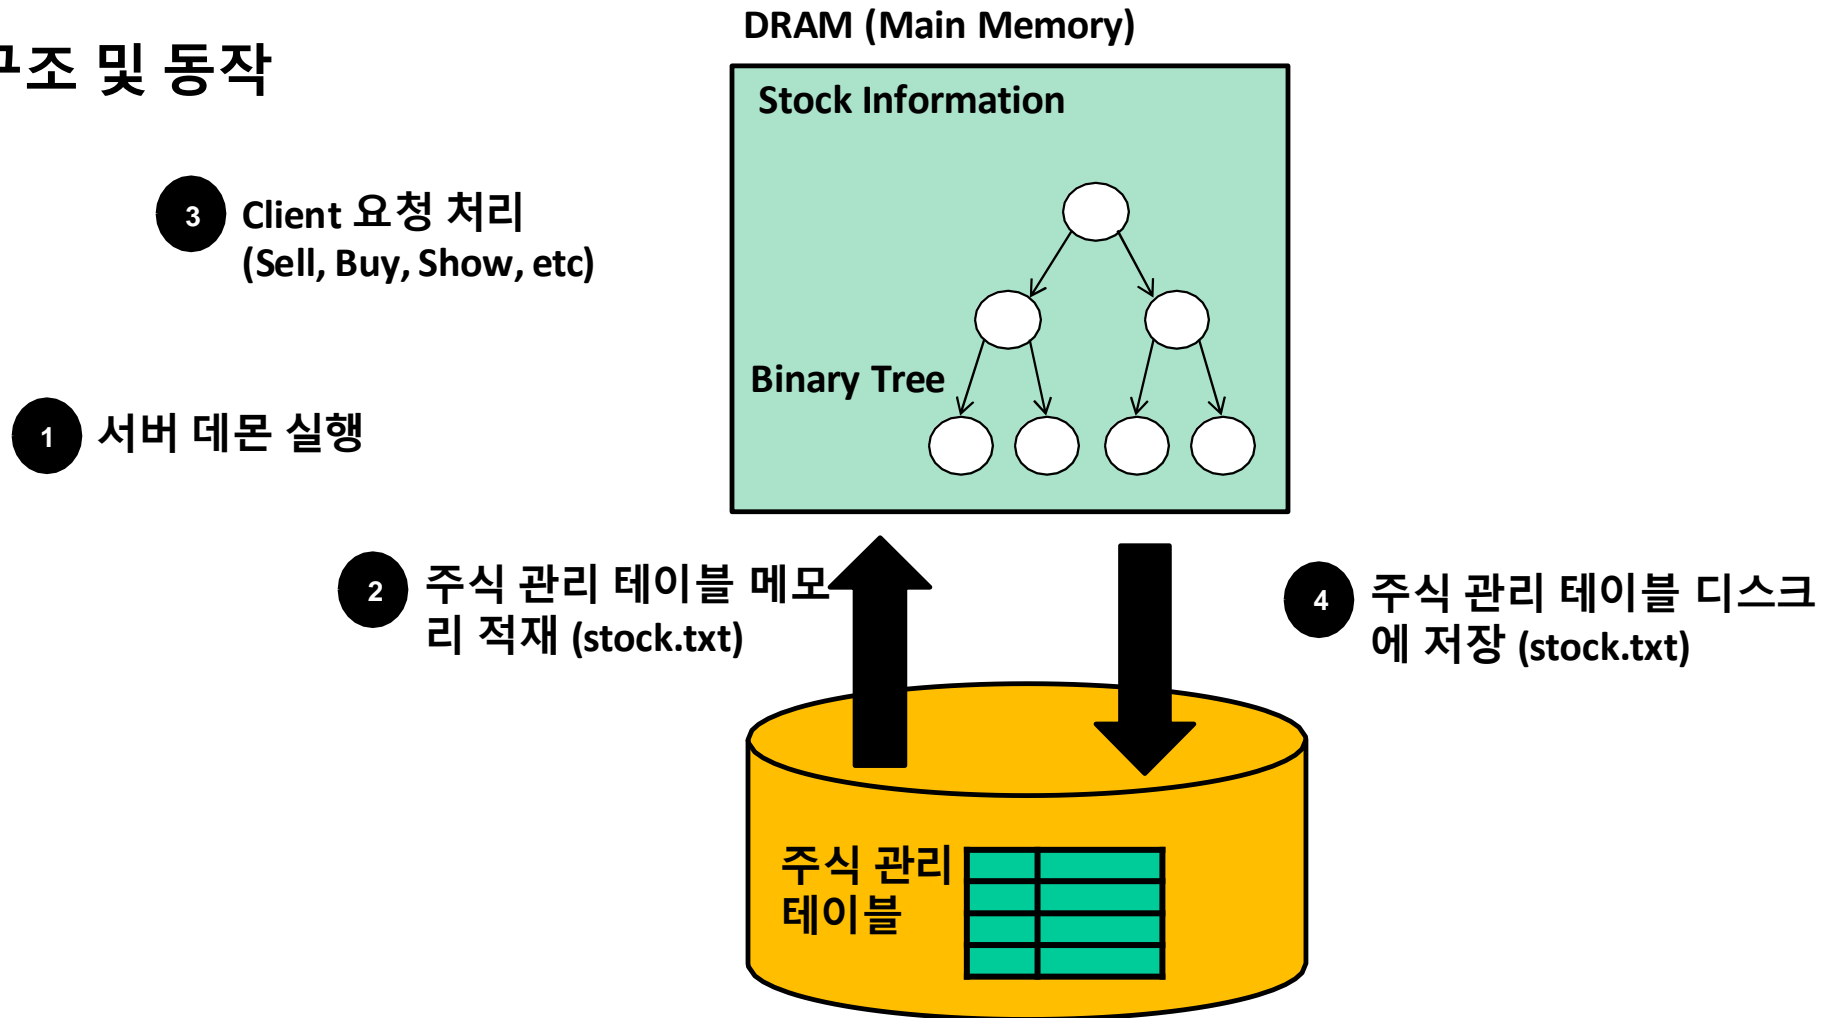 구조 및 동작
DRAM (Main Memory)
Stock Information
Binary Tree
3
Client 요청 처리
(Sell, Buy, Show, etc)
1
서버 데몬 실행
2
주식 관리 테이블 메모
리 적재 (stock.txt)
4
주식 관리 테이블 디스크
에 저장 (stock.txt)
주식 관리
테이블